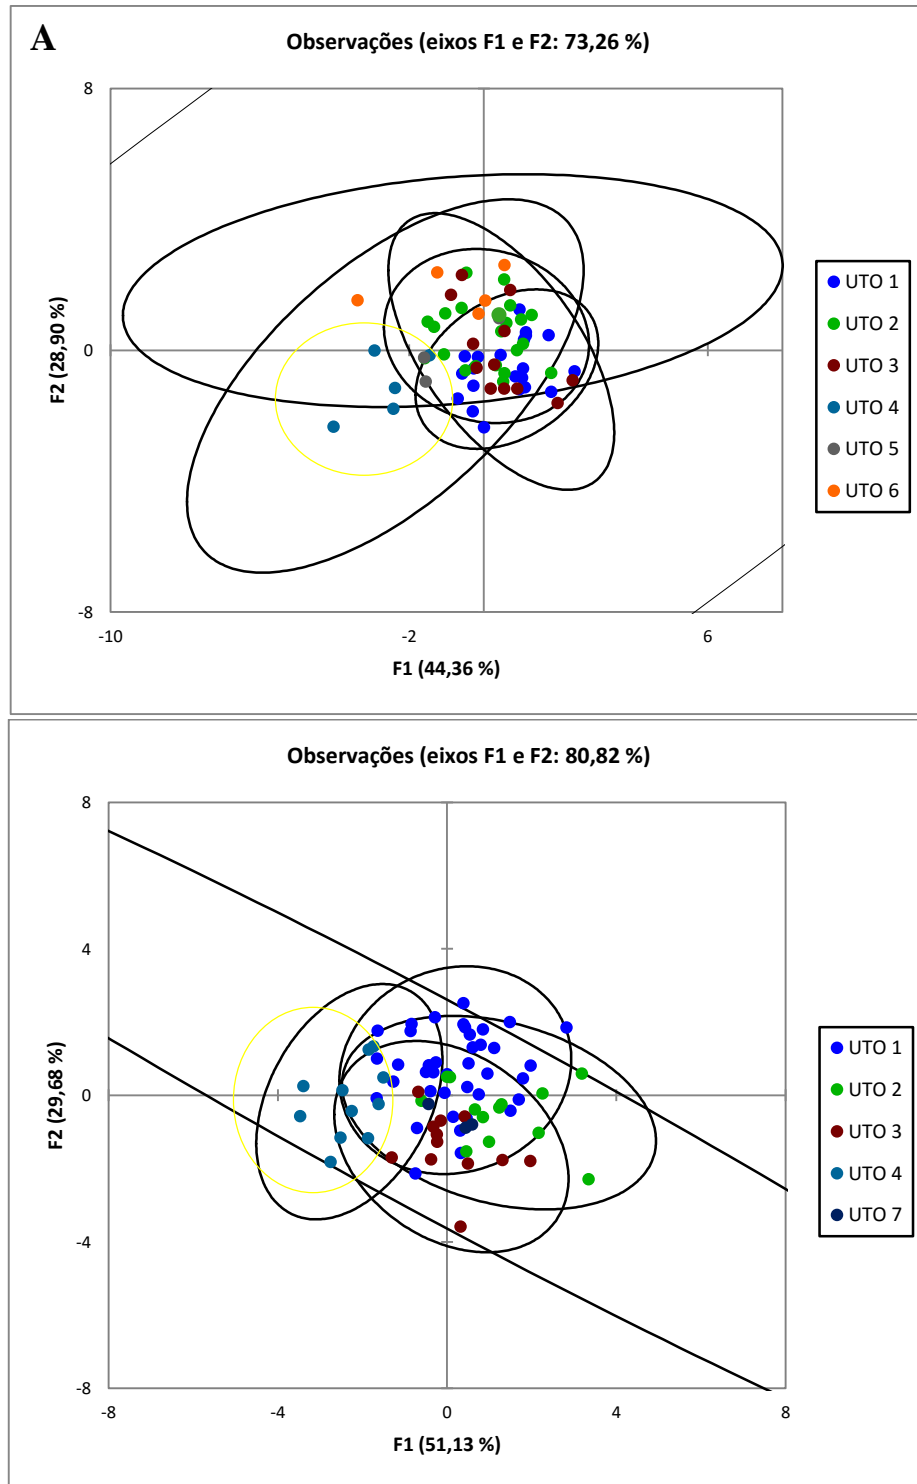 A
Observações (eixos F1 e F2: 73,26 %)
8
0
-8
-10
-2
6
F2 (28,90 %)
F1 (44,36 %)
UTO 1
UTO 2
UTO 3
UTO 4
UTO 5
UTO 6
Observações (eixos F1 e F2: 80,82 %)
8
4
0
-4
-8
-8
-4
0
4
8
F2 (29,68 %)
F1 (51,13 %)
UTO 1
UTO 2
UTO 3
UTO 4
UTO 7